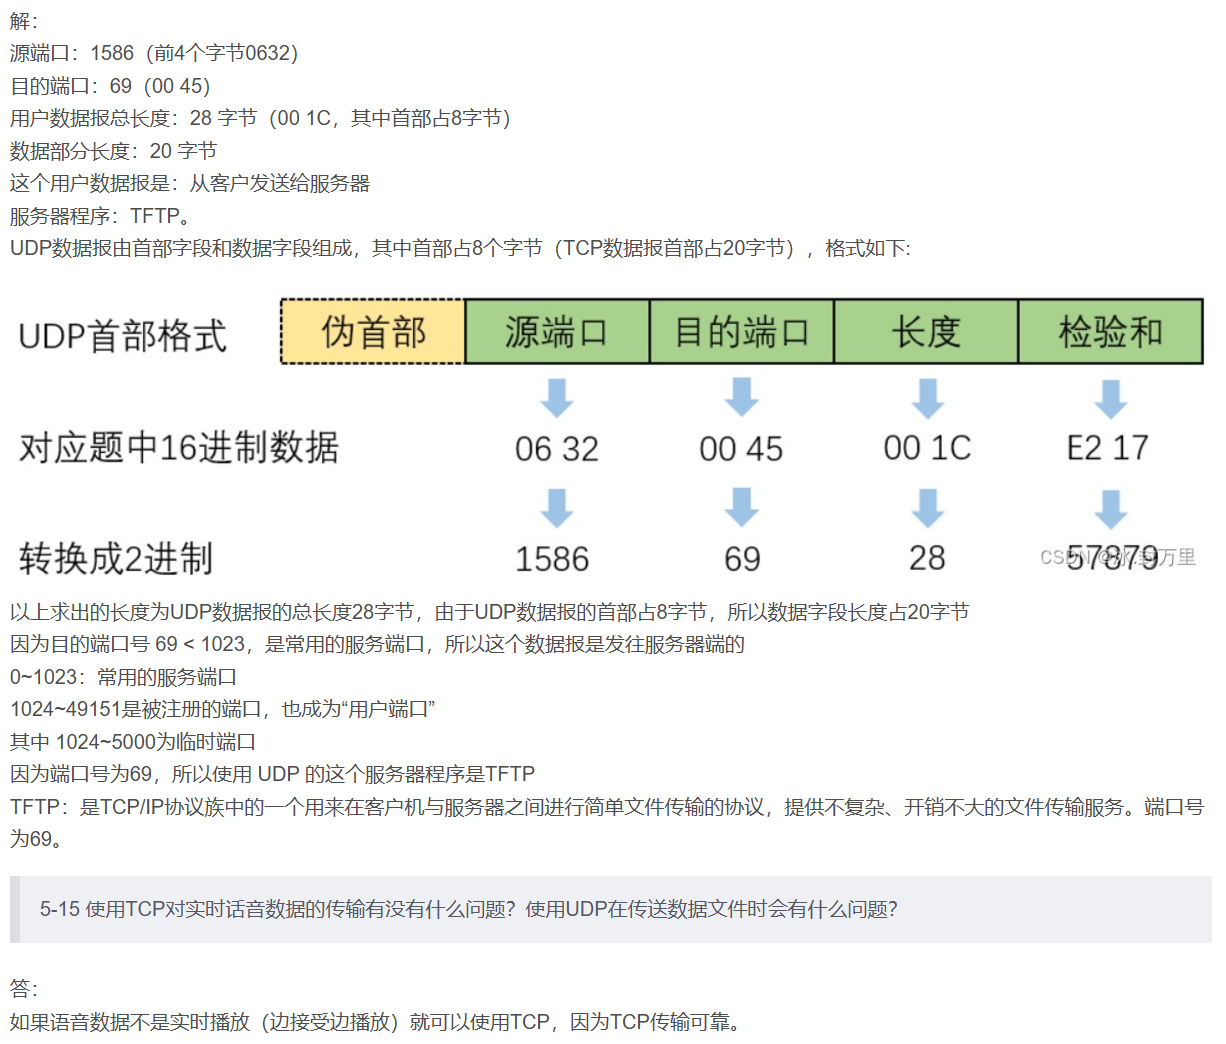 解：
源端口：1586（前4个字节0632）
目的端口：69（00 45）
用户数据报总长度：28 字节（00 1C，其中首部占8字节）
数据部分长度：20 字节
这个用户数据报是：从客户发送给服务器
服务器程序：TFTP。
UDP数据报由首部字段和数据字段组成，其中首部占8个字节（TCP数据报首部占20字节），格式如下:
UDP首部格式 伪首部 源端口 目的端口 长度 检验和
对应题中16进制数据 06 32 00 45 00 1C E2 17
转换成2进制 1586 69 28 57879
CSDN @冰.封万里
以上求出的长度为UDP数据报的总长度28字节，由于UDP数据报的首部占8字节，所以数据字段长度占20字节
因为目的端口号 69 < 1023，是常用的服务端口，所以这个数据报是发往服务器端的
0~1023：常用的服务端口
1024~49151是被注册的端口，也成为“用户端口”
其中 1024~5000为临时端口
因为端口号为69，所以使用 UDP 的这个服务器程序是TFTP
TFTP：是TCP/IP协议族中的一个用来在客户机与服务器之间进行简单文件传输的协议，提供不复杂、开销不大的文件传输服务。端口号
为69。
5-15 使用TCP对实时话音数据的传输有没有什么问题？使用UDP在传送数据文件时会有什么问题？
答：
如果语音数据不是实时播放（边接受边播放）就可以使用TCP，因为TCP传输可靠。